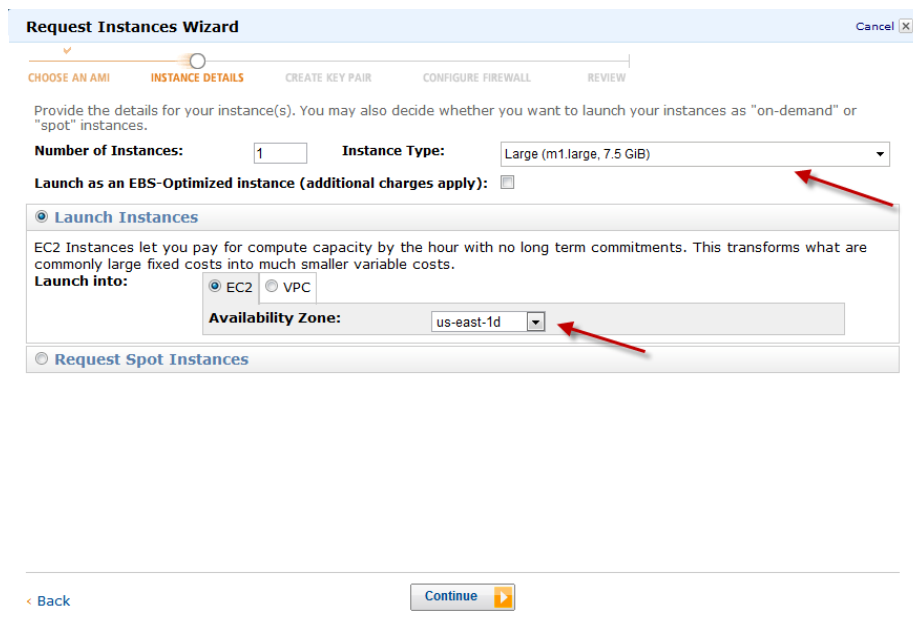 Request Instances Wizard
Cancel
CHOOSE AN AMI INSTANCE DETAILS CREATE KEY PAIR CONFIGURE FIREWALL REVIEW
Provide the details for your instance(s). You may also decide whether you want to launch your instances as "on-demand" or
"spot" instances.
Number of Instances: 1 Instance Type: Large (m1.large, 7.5 GiB)
Launch as an EBS-Optimized instance (additional charges apply):
Launch Instances
EC2 Instances let you pay for compute capacity by the hour with no long term commitments. This transforms what are
commonly large fixed costs into much smaller variable costs.
Launch into: EC2 VPC
Availability Zone: us-east-1d
Request Spot Instances
< Back Continue